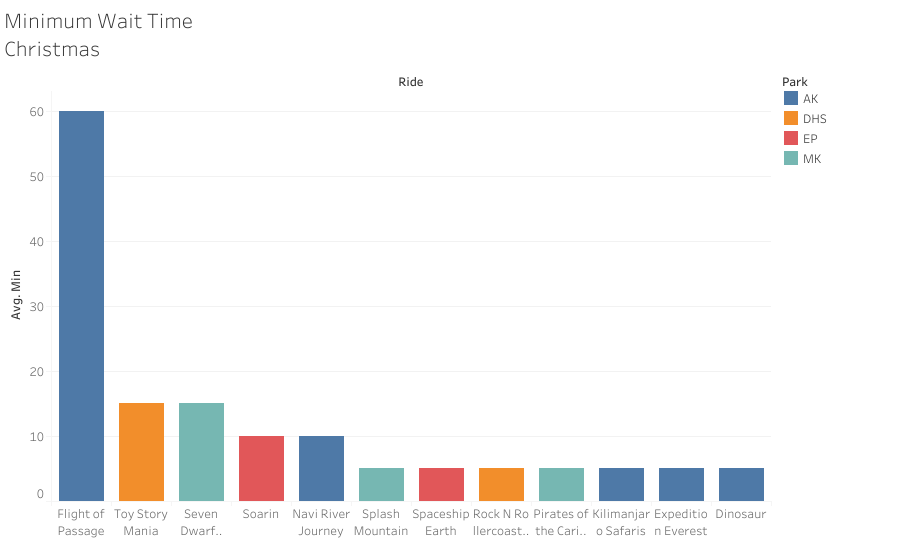 Minimum Wait Time
Christmas
Ride
Park
AK
DHS
EP
MK
Avg. Min
60
50
40
30
20
10
0
Flight of
Passage
Toy Story
Mania
Seven
Dwarf..
Soarin
Navi River
Journey
Splash
Mountain
Spaceship
Earth
Rock N Ro
llercoast..
Pirates of
the Cari..
Kilimanjar
o Safaris
Expeditio
n Everest
Dinosaur